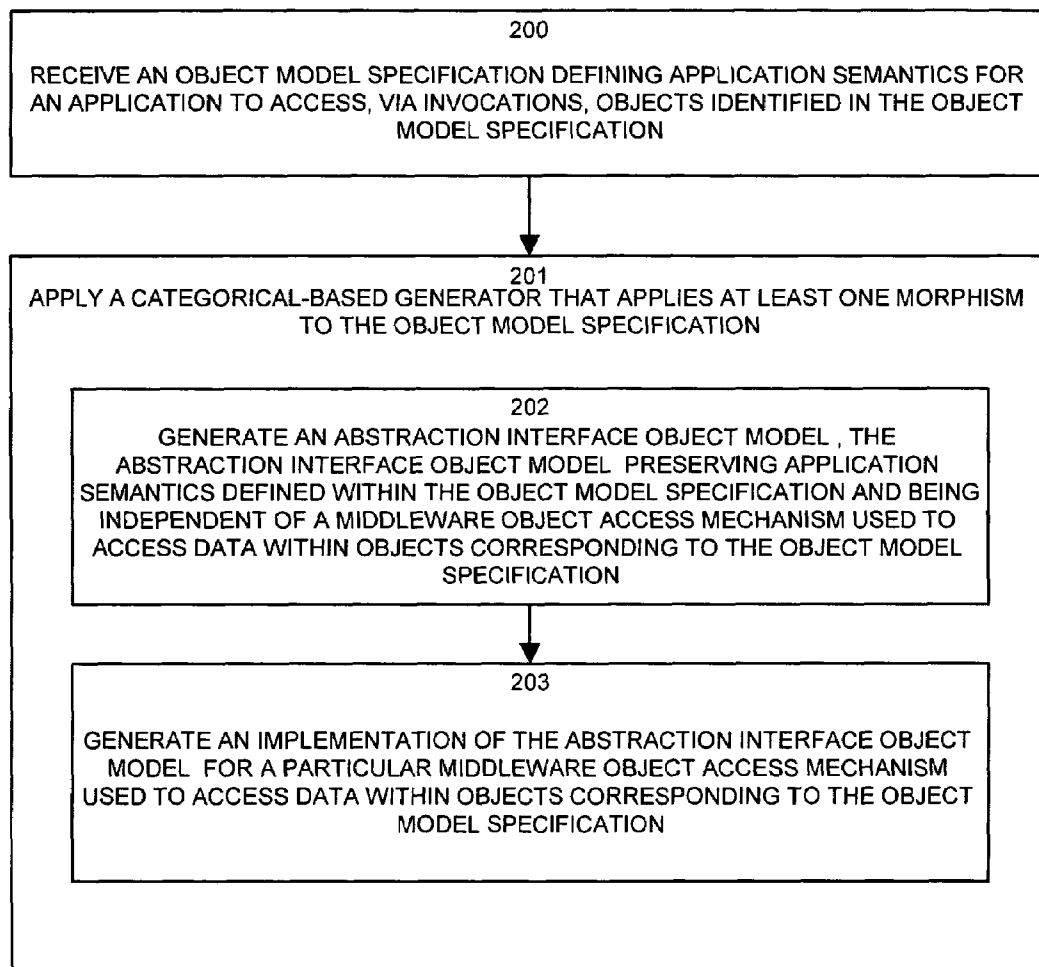 200
RECEIVE AN OBJECT MODEL SPECIFICATION DEFINING APPLICATION SEMANTICS FOR
AN APPLICATION TO ACCESS, VIA INVOCATIONS, OBJECTS IDENTIFIED IN THE OBJECT
MODEL SPECIFICATION
201
APPLY A CATEGORICAL-BASED GENERATOR THAT APPLIES AT LEAST ONE MORPHISM
TO THE OBJECT MODEL SPECIFICATION
202
GENERATE AN ABSTRACTION INTERFACE OBJECT MODEL , THE
ABSTRACTION INTERFACE OBJECT MODEL PRESERVING APPLICATION
SEMANTICS DEFINED WITHIN THE OBJECT MODEL SPECIFICATION AND BEING
INDEPENDENT OF A MIDDLEWARE OBJECT ACCESS MECHANISM USED TO
ACCESS DATA WITHIN OBJECTS CORRESPONDING TO THE OBJECT MODEL
SPECIFICATION
203
GENERATE AN IMPLEMENTATION OF THE ABSTRACTION INTERFACE OBJECT
MODEL FOR A PARTICULAR MIDDLEWARE OBJECT ACCESS MECHANISM
USED TO ACCESS DATA WITHIN OBJECTS CORRESPONDING TO THE OBJECT
MODEL SPECIFICATION